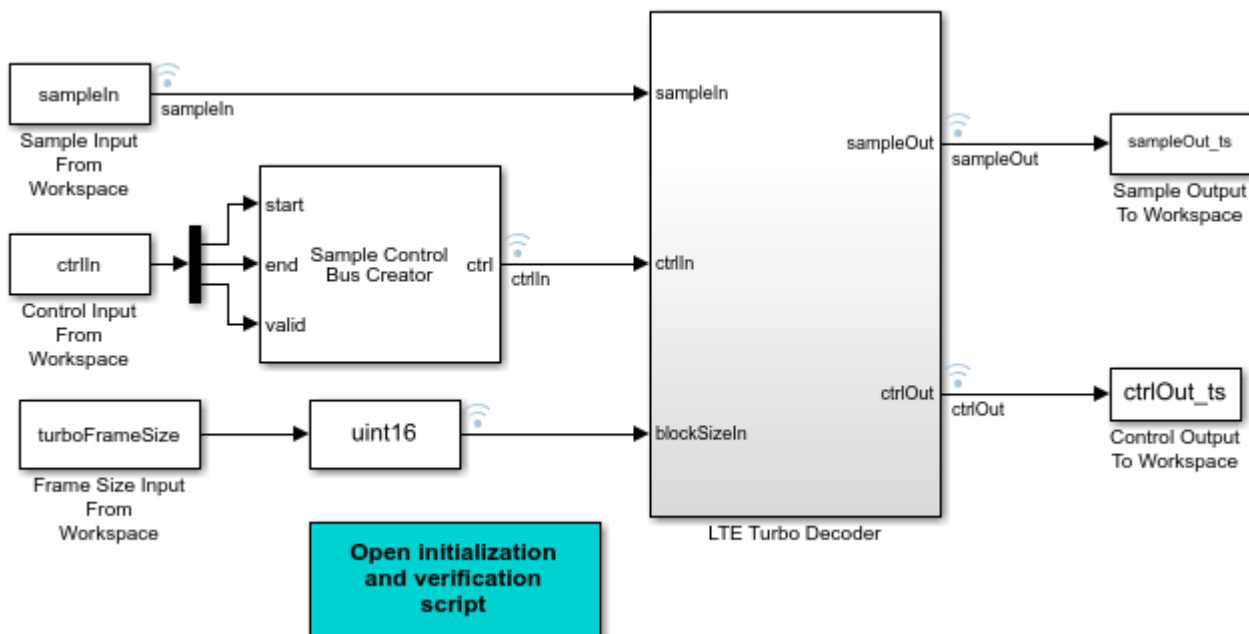 sampleIn
sampleIn
Sample Input
From
Workspace
sampleIn
sampleOut
sampleOut
sampleOut_ts
Sample Output
To Workspace
start
end
valid
Sample Control
Bus Creator
ctrl
ctrlIn
ctrlIn
ctrlIn
Control Input
From
Workspace
ctrlOut
ctrlOut
ctrlOut_ts
Control Output
To Workspace
turboFrameSize
Frame Size Input
From
Workspace
uint16
blockSizeIn
LTE Turbo Decoder
Open initialization
and verification
script